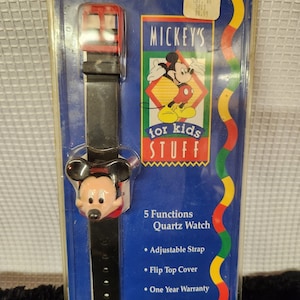 MICKEY'S
for kids
STUFF
5 Functions
Quartz Watch
• Adjustable Strap
• Flip Top Cover
• One Year Warranty